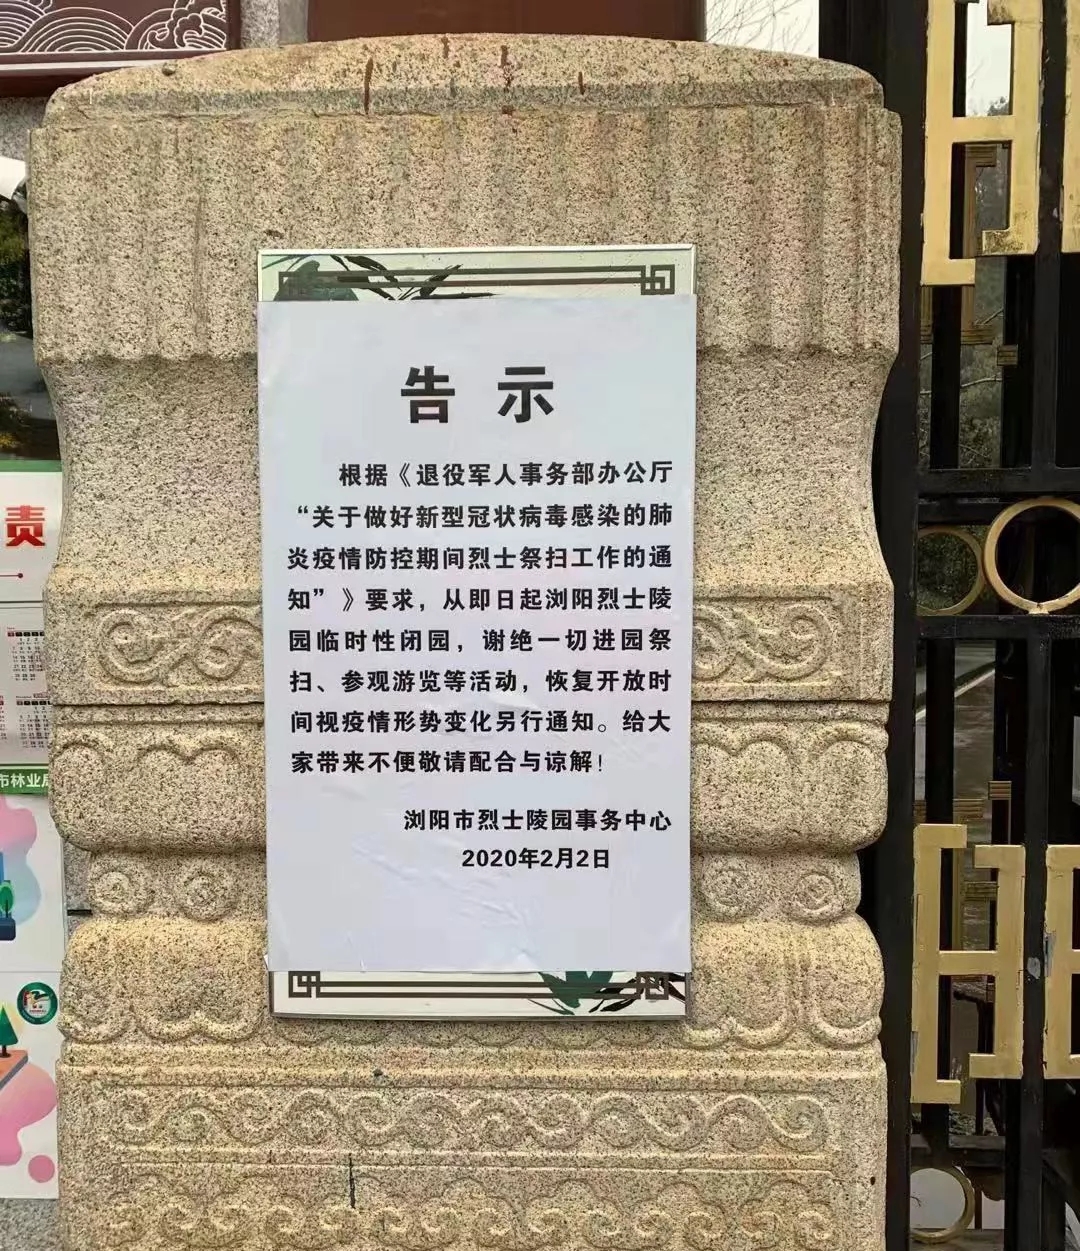 告示
根据《退役军人事务部办公厅
“关于做好新型冠状病毒感染的肺
炎疫情防控期间烈士祭扫工作的通
知”》要求，从即日起浏阳烈士陵
园临时性闭园，谢绝一切进园祭
扫、参观游览等活动，恢复开放时
间视疫情形势变化另行通知。给大
家带来不便敬请配合与谅解！
浏阳市烈士陵园事务中心
2020年2月2日
责
市林业局